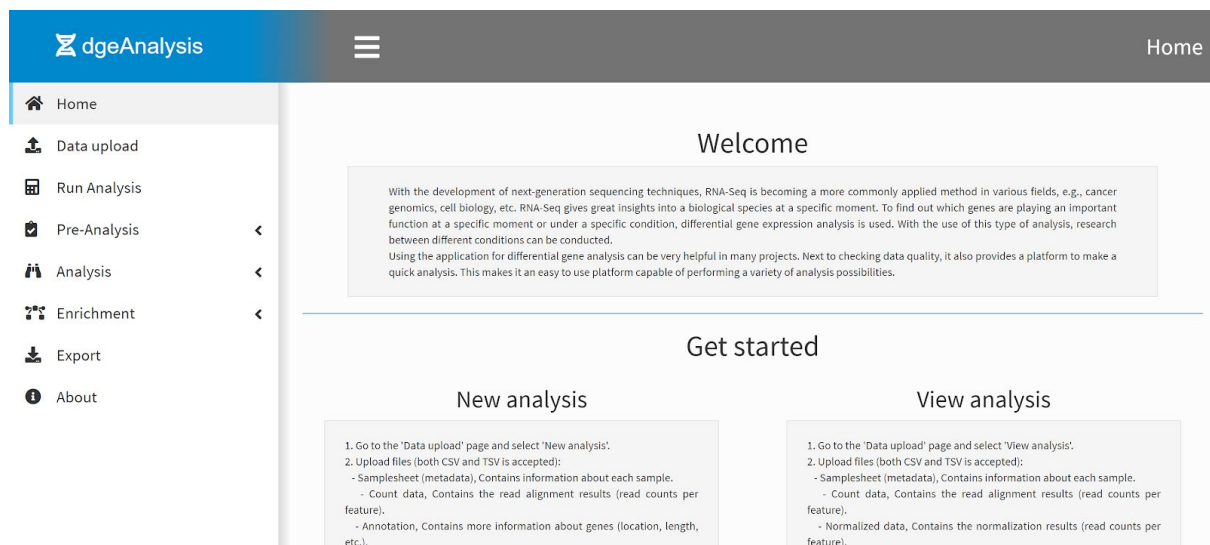 dgeAnalysis
Home
Home
Data upload
Run Analysis
Pre-Analysis
Analysis
Enrichment
Export
About
Welcome
With the development of next-generation sequencing techniques, RNA-Seq is becoming a more commonly applied method in various fields, e.g., cancer
genomics, cell biology, etc. RNA-Seq gives great insights into a biological species at a specific moment. To find out which genes are playing an important
function at a specific moment or under a specific condition, differential gene expression analysis is used. With the use of this type of analysis, research
between different conditions can be conducted.
Using the application for differential gene analysis can be very helpful in many projects. Next to checking data quality, it also provides a platform to make a
quick analysis. This makes it an easy to use platform capable of performing a variety of analysis possibilities.
Get started
New analysis
1. Go to the 'Data upload' page and select 'New analysis'.
2. Upload files (both CSV and TSV is accepted):
- Samplesheet (metadata), Contains information about each sample.
- Count data, Contains the read alignment results (read counts per
feature).
- Annotation, Contains more information about genes (location, length,
etc.).
View analysis
1. Go to the 'Data upload' page and select 'View analysis'.
2. Upload files (both CSV and TSV is accepted):
- Samplesheet (metadata), Contains information about each sample.
- Count data, Contains the read alignment results (read counts per
feature).
- Normalized data, Contains the normalization results (read counts per
feature).